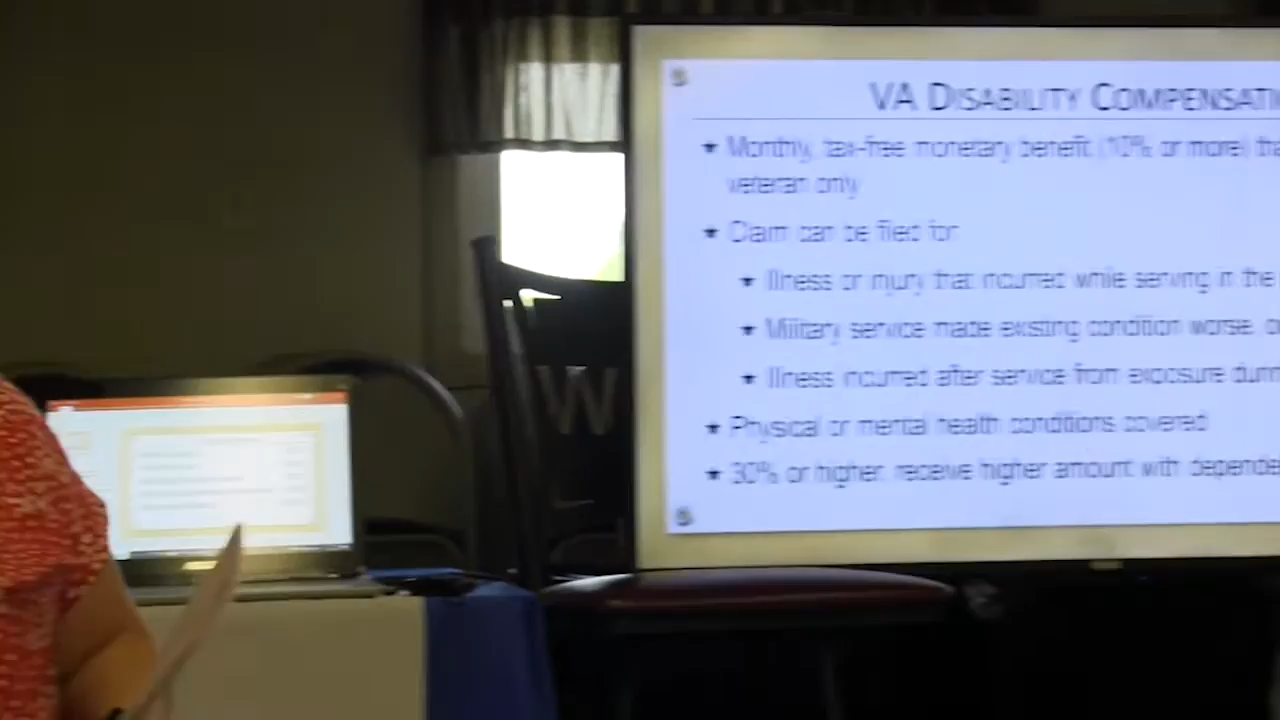 VA DISABILITY COMPENSATI
★ Monthly, tax-free monetary benefit (10% or more) tha
veteran only
★ Claim can be filed for
★ Illness or injury that incurred while serving in the
★ Military service made existing condition worse, o
★ Illness incurred after service from exposure durin
★ Physical or mental health conditions covered
★ 30% or higher, receive higher amount with depende
W